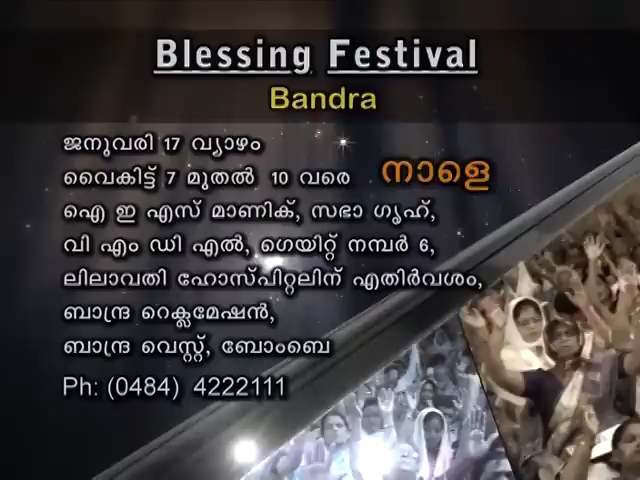 Blessing Festival
Bandra
ജനുവരി 17 വ്യാഴം
വൈകിട്ട് 7 മുതൽ 10 വരെ നാളെ
ഐ ഇ എസ് മാണിക്, സഭാ ഗൃഹ്,
വി എം ഡി എൽ, ഗെയിറ്റ് നമ്പർ 6,
ലിലാവതി ഹോസ്പിറ്റലിന് എതിർവശം,
ബാന്ദ്ര റെക്ലമേഷൻ,
ബാന്ദ്ര വെസ്റ്റ്, ബോംബെ
Ph: (0484) 4222111